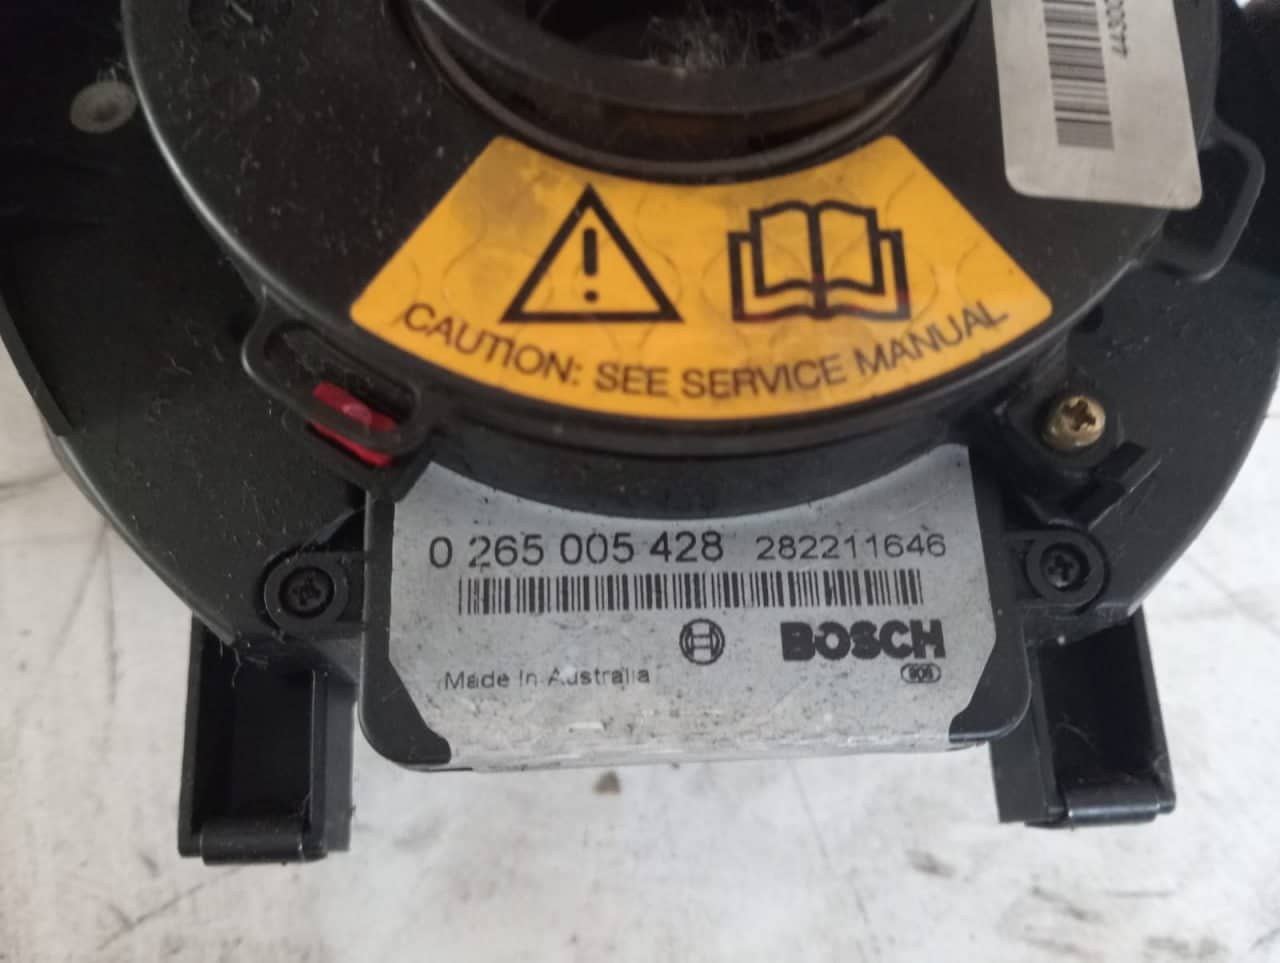 CAUTION: SEE SERVICE MANUAL
0 265 005 428 282211646
BOSCH
Made In Australia